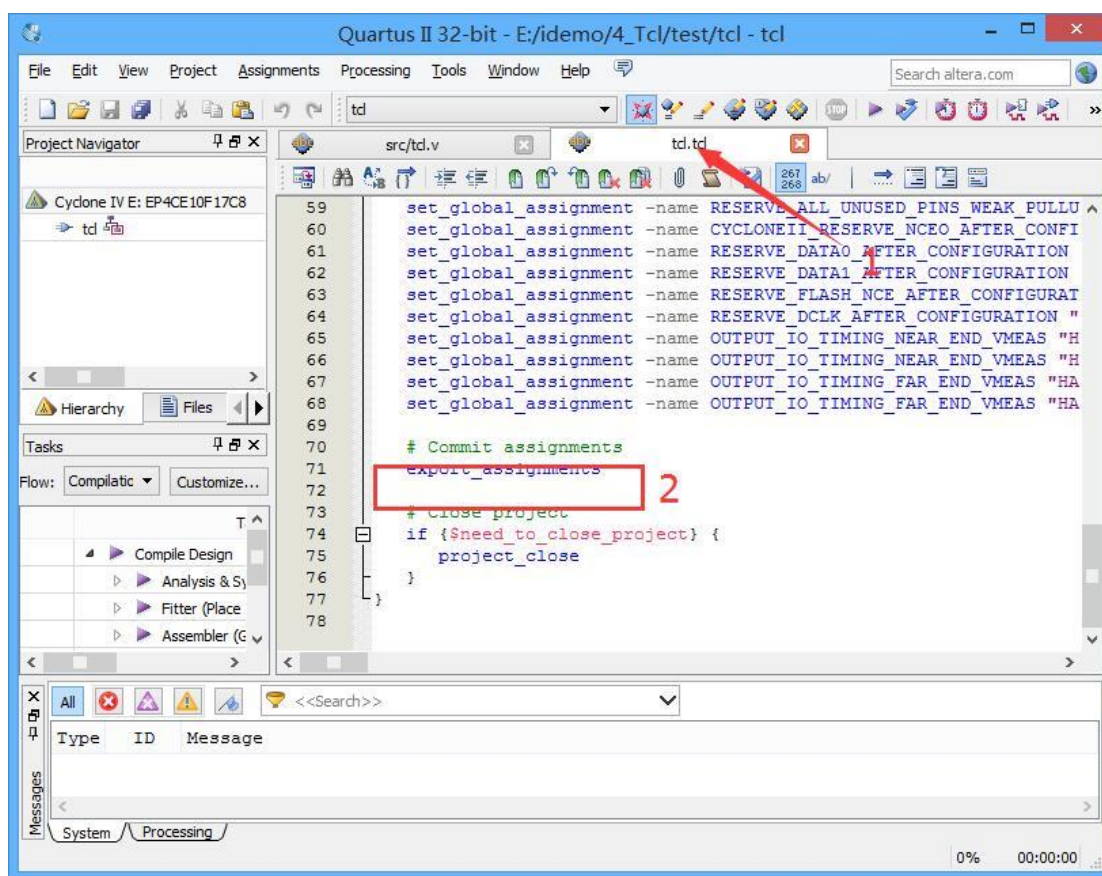 Quartus II 32-bit - E:/idemo/4_Tcl/test/tcl - tcl
File Edit View Project Assignments Processing Tools Window Help
Search altera.com
tcl
Project Navigator
src/tcl.v
tcl.tcl
267
268
ab/
Cyclone IV E: EP4CE10F17C8
tcl
Hierarchy
Files
59 set_global_assignment -name RESERVE_ALL_UNUSED_PINS_WEAK_PULLU
60 set_global_assignment -name CYCLONEII_RESERVE_NCEO_AFTER_CONFI
61 set_global_assignment -name RESERVE_DATA0_AFTER_CONFIGURATION
62 set_global_assignment -name RESERVE_DATA1_AFTER_CONFIGURATION
63 set_global_assignment -name RESERVE_FLASH_NCE_AFTER_CONFIGURAT
64 set_global_assignment -name RESERVE_DCLK_AFTER_CONFIGURATION "
65 set_global_assignment -name OUTPUT_IO_TIMING_NEAR_END_VMEAS "H
66 set_global_assignment -name OUTPUT_IO_TIMING_NEAR_END_VMEAS "H
67 set_global_assignment -name OUTPUT_IO_TIMING_FAR_END_VMEAS "HA
68 set_global_assignment -name OUTPUT_IO_TIMING_FAR_END_VMEAS "HA
69
70 # Commit assignments
71 export_assignments
72
73 # Close project
74 if {$need_to_close_project} {
75 project_close
76 }
77 }
78
1
2
Tasks
Flow: Compilatic Customize...
T
Compile Design
Analysis & Sy
Fitter (Place
Assembler (G
All
<<Search>>
Type ID Message
Messages
System Processing
0% 00:00:00